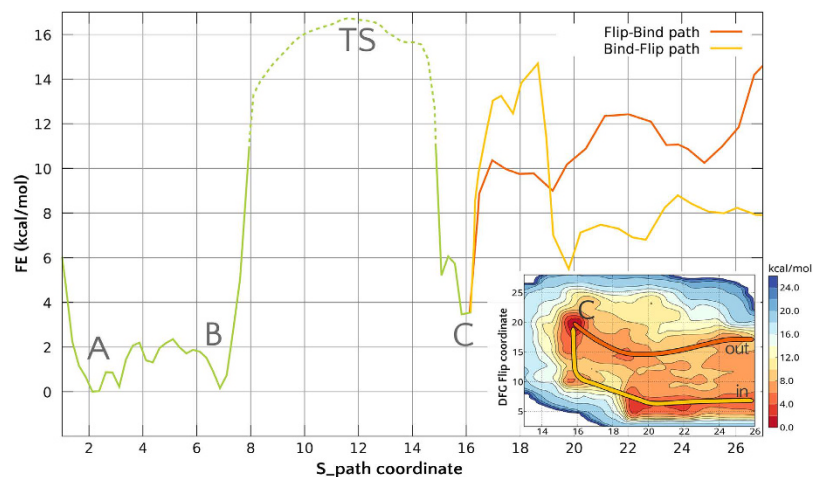 Flip-Bind path
Bind-Flip path
16
14
12
10
8
6
4
2
0
FE (kcal/mol)
TS
A
B
C
2 4 6 8 10 12 14 16 18 20 22 24 26
S_path coordinate
kcal/mol
24.0
20.0
16.0
12.0
8.0
4.0
0.0
DFG Flip coordinate
25
20
15
10
5
C
out
in
14 16 18 20 22 24 26